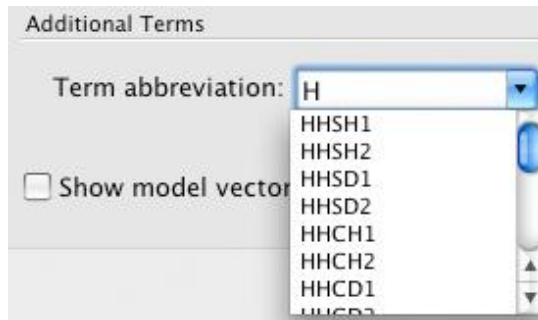 Additional Terms
Term abbreviation: H
HHSH1
HHSH2
Show model vector
HHSD1
HHSD2
HHCH1
HHCH2
HHCD1